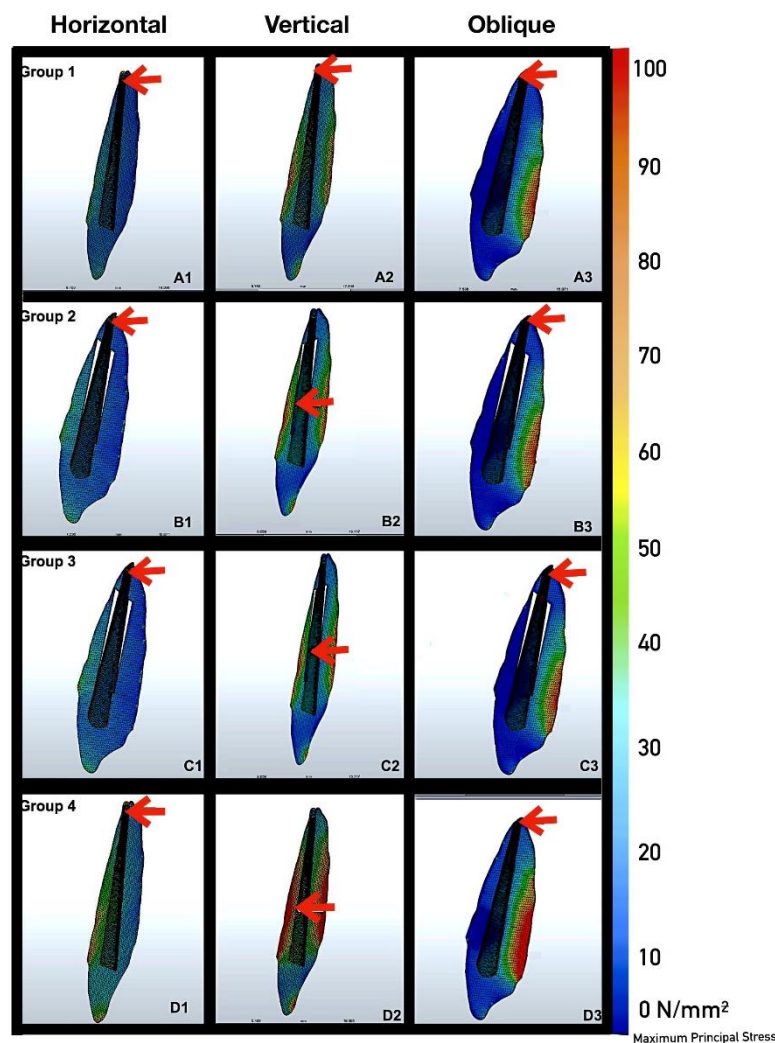 Horizontal Vertical Oblique
Group 1
A1 A2 A3
Group 2
B1 B2 B3
Group 3
C1 C2 C3
Group 4
D1 D2 D3
100
90
80
70
60
50
40
30
20
10
0 N/mm²
Maximum Principal Stress